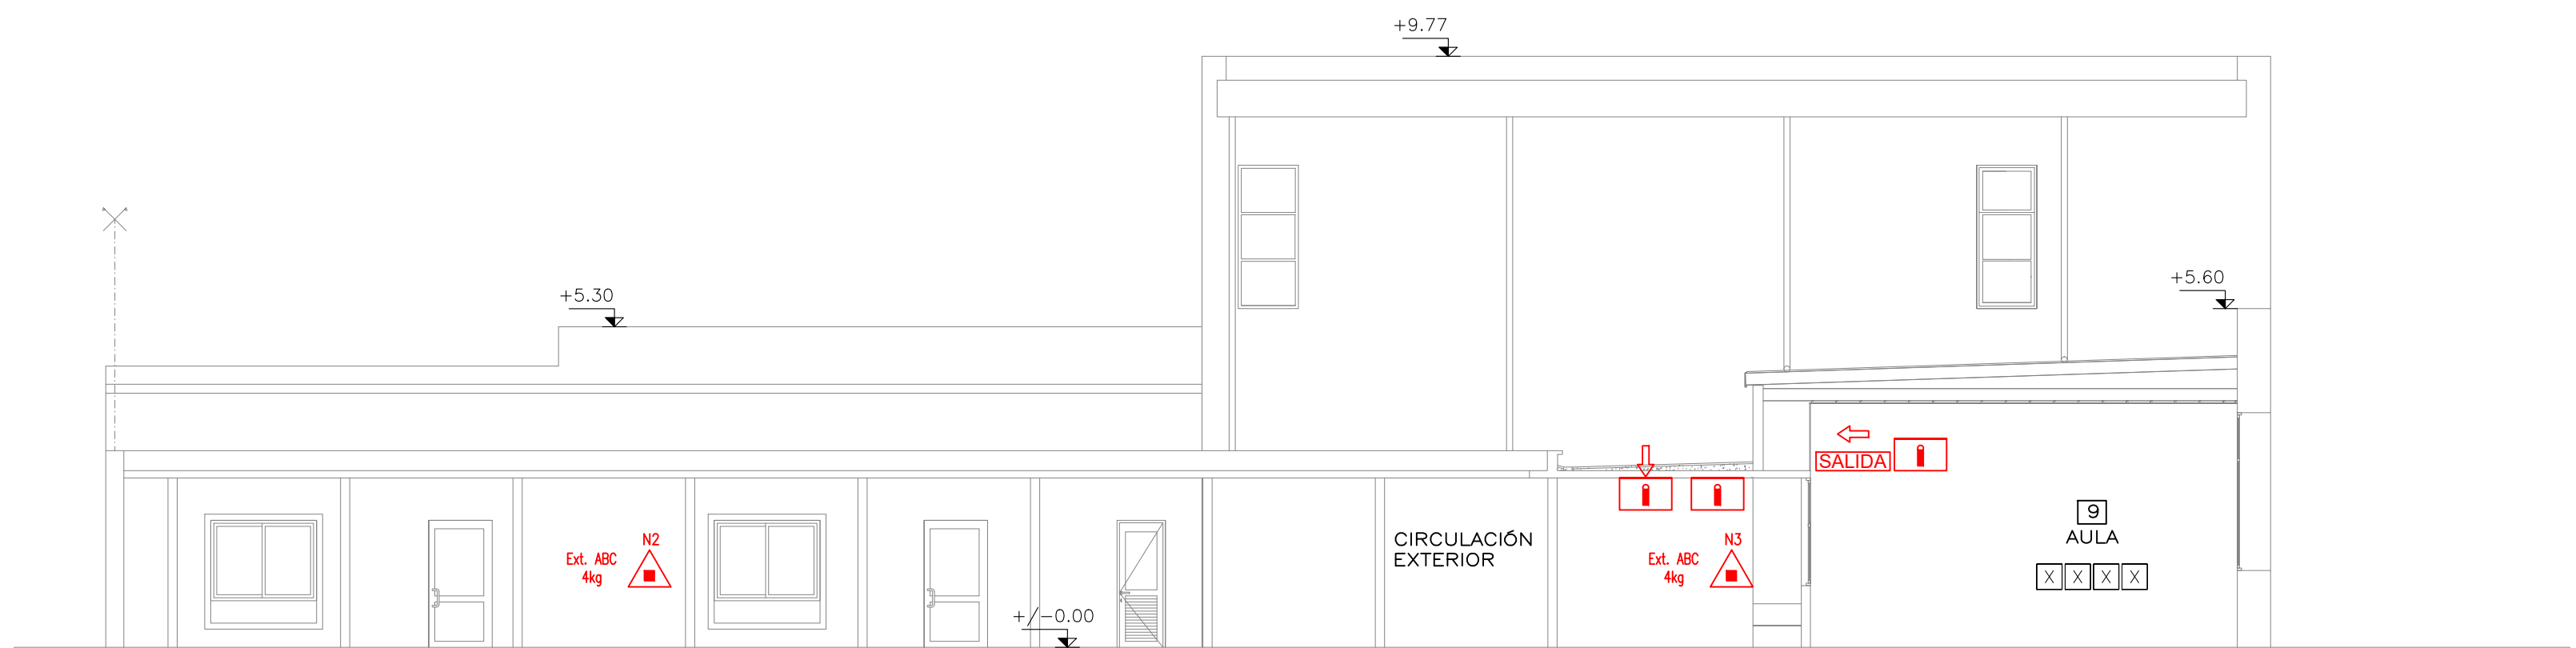 +9.77
+5.60
+5.30
SALIDA
9
AULA
X X X X
CIRCULACIÓN
EXTERIOR
N2
Ext. ABC
4kg
N3
Ext. ABC
4kg
+/-0.00